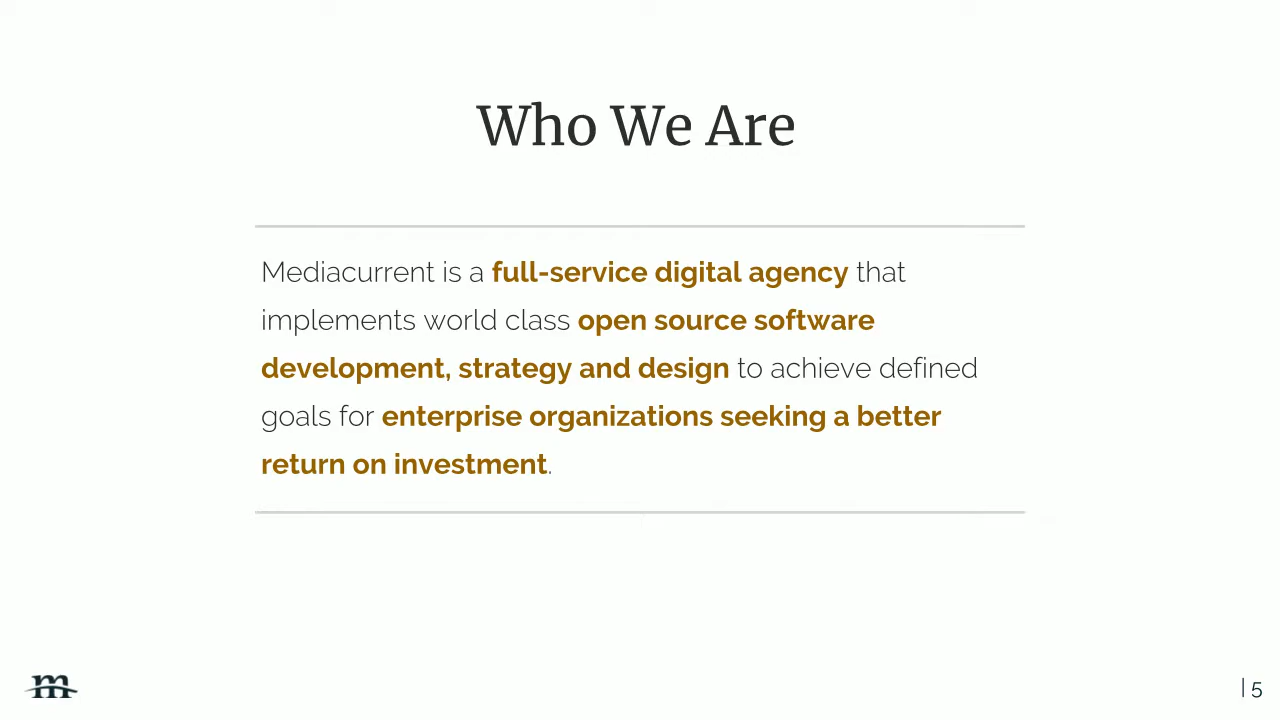 Who We Are
Mediacurrent is a full-service digital agency that
implements world class open source software
development, strategy and design to achieve defined
goals for enterprise organizations seeking a better
return on investment.
m
| 5